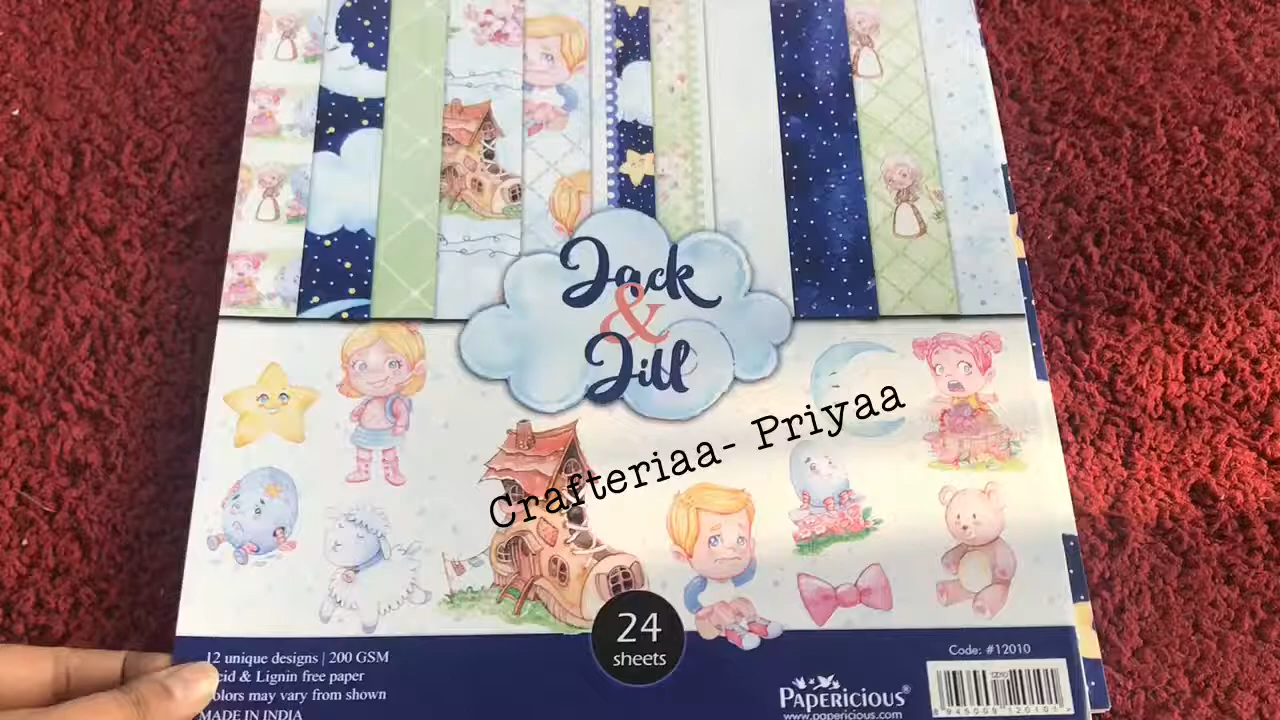 Jack
&
Jill
Crafteriaa- Priyaa
24
sheets
12 unique designs | 200 GSM
cid & Lignin free paper
olors may vary from shown
MADE IN INDIA
Code: #12010
PAPERICIOUS®
www.papericious.com